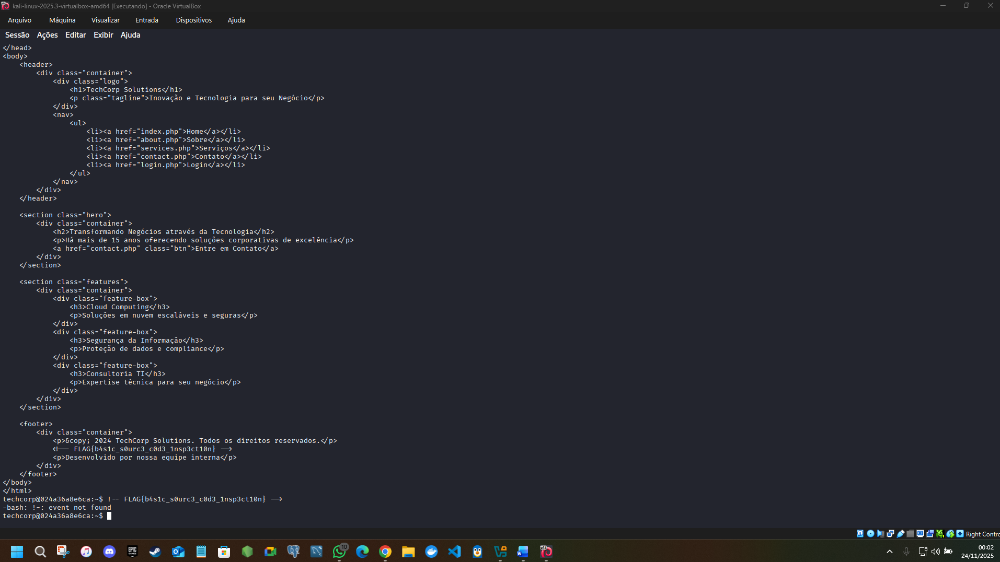 kali-linux-2025.3-virtualbox-amd64 [Executando] - Oracle VirtualBox
Arquivo Máquina Visualizar Entrada Dispositivos Ajuda
Sessão Ações Editar Exibir Ajuda
</head>
<body>
    <header>
        <div class="container">
            <div class="logo">
                <h1>TechCorp Solutions</h1>
                <p class="tagline">Inovação e Tecnologia para seu Negócio</p>
            </div>
            <nav>
                <ul>
                    <li><a href="index.php">Home</a></li>
                    <li><a href="about.php">Sobre</a></li>
                    <li><a href="services.php">Serviços</a></li>
                    <li><a href="contact.php">Contato</a></li>
                    <li><a href="login.php">Login</a></li>
                </ul>
            </nav>
        </div>
    </header>
    <section class="hero">
        <div class="container">
            <h2>Transformando Negócios através da Tecnologia</h2>
            <p>Há mais de 15 anos oferecendo soluções corporativas de excelência</p>
            <a href="contact.php" class="btn">Entre em Contato</a>
        </div>
    </section>
    <section class="features">
        <div class="container">
            <div class="feature-box">
                <h3>Cloud Computing</h3>
                <p>Soluções em nuvem escaláveis e seguras</p>
            </div>
            <div class="feature-box">
                <h3>Segurança da Informação</h3>
                <p>Proteção de dados e compliance</p>
            </div>
            <div class="feature-box">
                <h3>Consultoria TI</h3>
                <p>Expertise técnica para seu negócio</p>
            </div>
        </div>
    </section>
    <footer>
        <div class="container">
            <p>&copy; 2024 TechCorp Solutions. Todos os direitos reservados.</p>
            <!-- FLAG{b4s1c_s0urc3_c0d3_1nsp3ct10n} -->
            <p>Desenvolvido por nossa equipe interna</p>
        </div>
    </footer>
</body>
</html>
techcorp@024a36a8e6ca:~$ !-- FLAG{b4s1c_s0urc3_c0d3_1nsp3ct10n} -->
-bash: !-: event not found
techcorp@024a36a8e6ca:~$
Right Contro
EPIC GAMES
10
00:02
24/11/2025